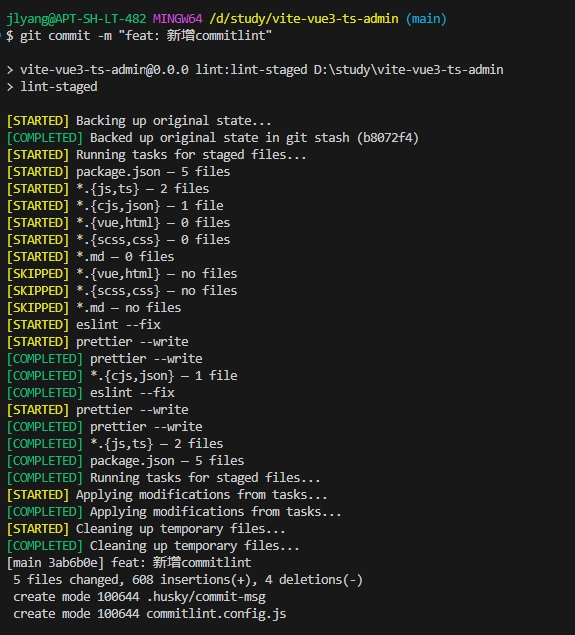 jlyang@APT-SH-LT-482 MINGW64 /d/study/vite-vue3-ts-admin (main)
$ git commit -m "feat: 新增commitlint"
> vite-vue3-ts-admin@0.0.0 lint:lint-staged D:\study\vite-vue3-ts-admin
> lint-staged
[STARTED] Backing up original state...
[COMPLETED] Backed up original state in git stash (b8072f4)
[STARTED] Running tasks for staged files...
[STARTED] package.json — 5 files
[STARTED] *.{js,ts} — 2 files
[STARTED] *.{cjs,json} — 1 file
[STARTED] *.{vue,html} — 0 files
[STARTED] *.{scss,css} — 0 files
[STARTED] *.md — 0 files
[SKIPPED] *.{vue,html} — no files
[SKIPPED] *.{scss,css} — no files
[SKIPPED] *.md — no files
[STARTED] eslint --fix
[STARTED] prettier --write
[COMPLETED] prettier --write
[COMPLETED] *.{cjs,json} — 1 file
[COMPLETED] eslint --fix
[STARTED] prettier --write
[COMPLETED] prettier --write
[COMPLETED] *.{js,ts} — 2 files
[COMPLETED] package.json — 5 files
[COMPLETED] Running tasks for staged files...
[STARTED] Applying modifications from tasks...
[COMPLETED] Applying modifications from tasks...
[STARTED] Cleaning up temporary files...
[COMPLETED] Cleaning up temporary files...
[main 3ab6b0e] feat: 新增commitlint
5 files changed, 608 insertions(+), 4 deletions(-)
create mode 100644 .husky/commit-msg
create mode 100644 commitlint.config.js